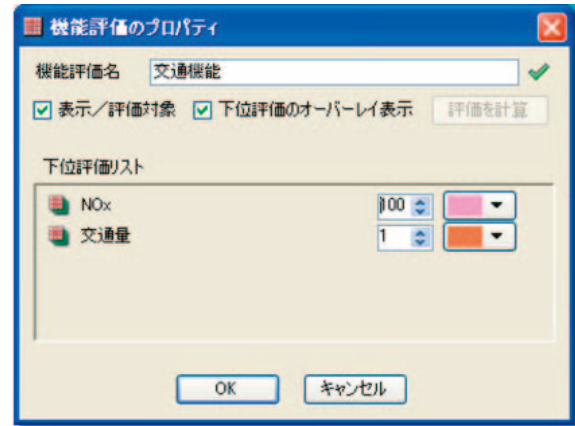 機能評価のプロパティ
機能評価名 交通機能
表示／評価対象 下位評価のオーバーレイ表示 評価を計算
下位評価リスト
NOx 100
交通量 1
OK キャンセル